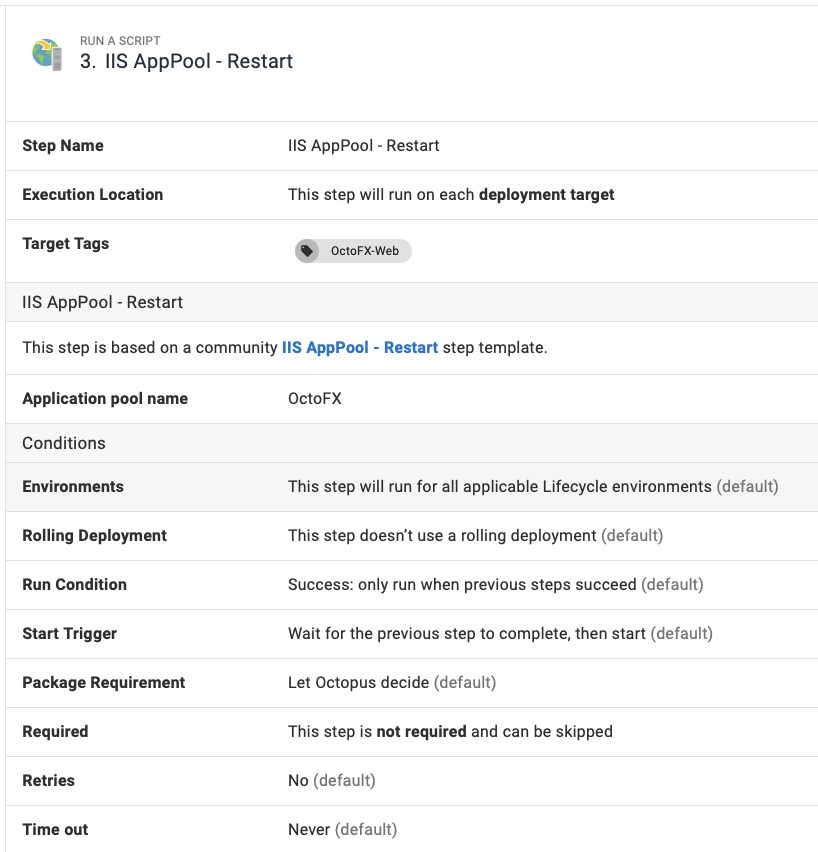 RUN A SCRIPT
3. IIS AppPool - Restart
Step Name IIS AppPool - Restart
Execution Location This step will run on each deployment target
Target Tags OctoFX-Web
IIS AppPool - Restart
This step is based on a community IIS AppPool - Restart step template.
Application pool name OctoFX
Conditions
Environments This step will run for all applicable Lifecycle environments (default)
Rolling Deployment This step doesn’t use a rolling deployment (default)
Run Condition Success: only run when previous steps succeed (default)
Start Trigger Wait for the previous step to complete, then start (default)
Package Requirement Let Octopus decide (default)
Required This step is not required and can be skipped
Retries No (default)
Time out Never (default)